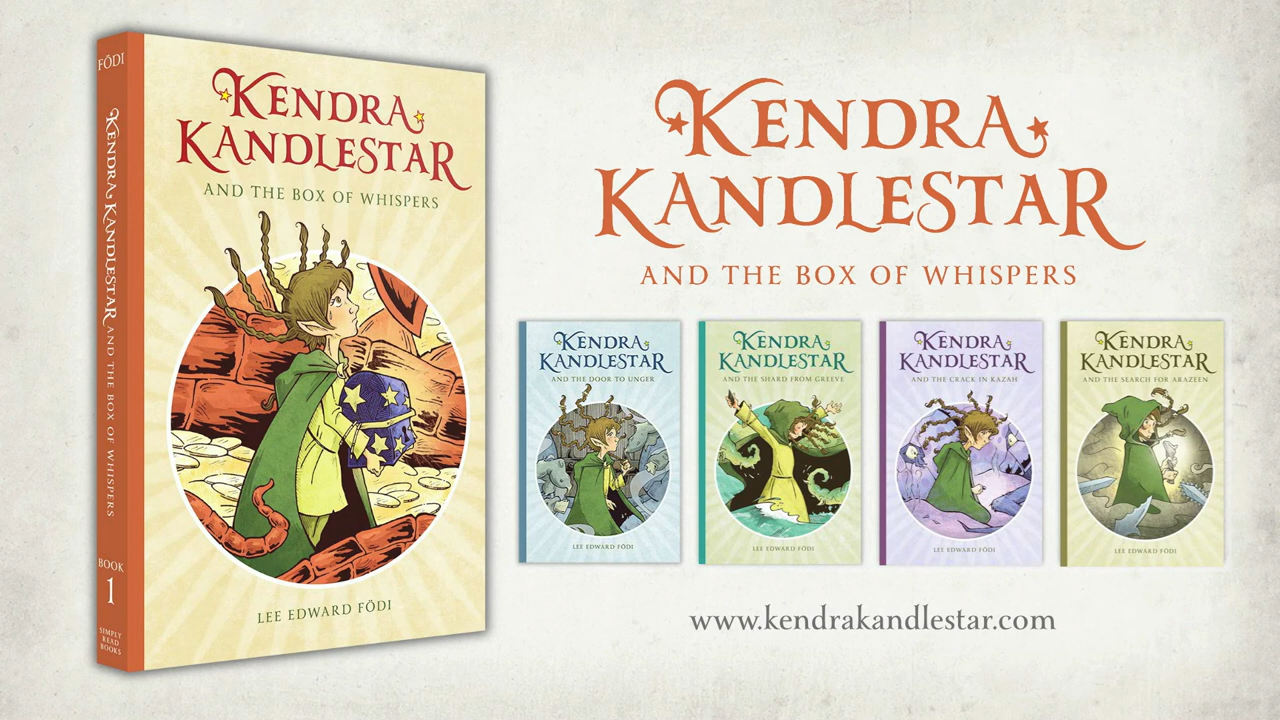 FÖDI
KENDRA KANDLESTAR AND THE BOX OF WHISPERS
BOOK
1
SIMPLY
READ
BOOKS
KENDRA
KANDLESTAR
AND THE BOX OF WHISPERS
LEE EDWARD FÖDI
KENDRA
KANDLESTAR
AND THE BOX OF WHISPERS
KENDRA
KANDLESTAR
AND THE DOOR TO UNGER
LEE EDWARD FÖDI
KENDRA
KANDLESTAR
AND THE SHARD FROM GREEVE
LEE EDWARD FÖDI
KENDRA
KANDLESTAR
AND THE CRACK IN KAZAH
LEE EDWARD FÖDI
KENDRA
KANDLESTAR
AND THE SEARCH FOR ARAZEEN
LEE EDWARD FÖDI
www.kendrakandlestar.com